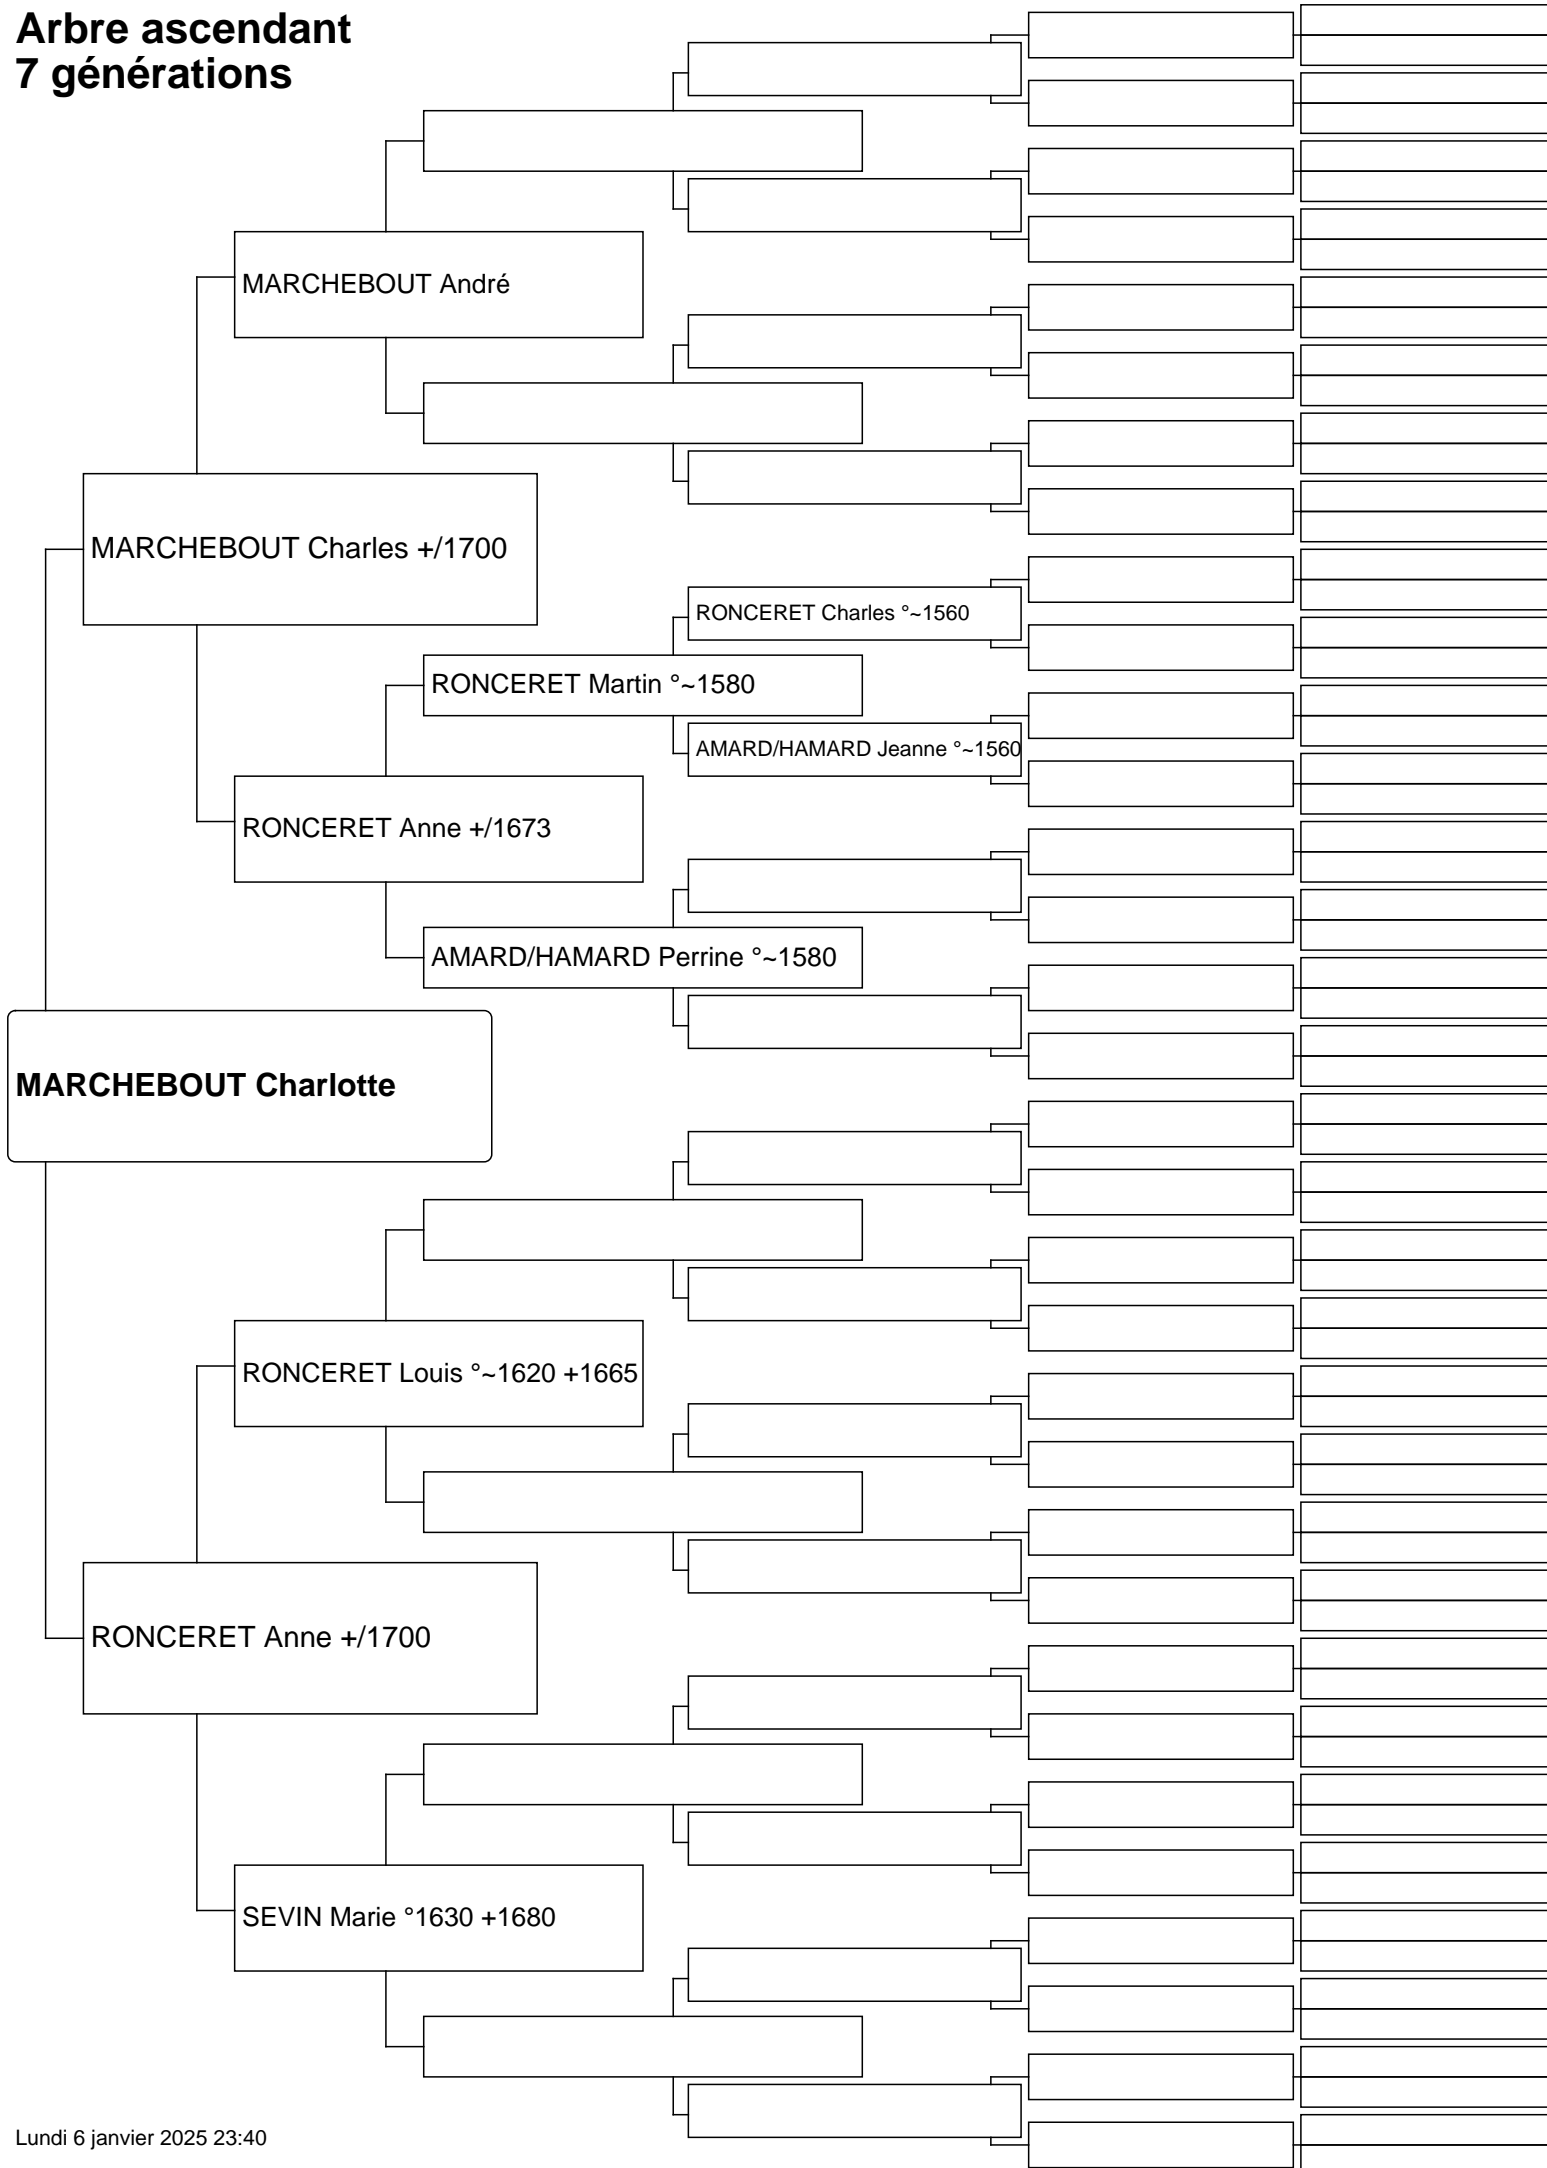 Arbre ascendant
7 générations
MARCHEBOUT André
MARCHEBOUT Charles +/1700
RONCERET Charles °~1560
RONCERET Martin °~1580
AMARD/HAMARD Jeanne °~1560
RONCERET Anne +/1673
AMARD/HAMARD Perrine °~1580
MARCHEBOUT Charlotte
RONCERET Louis °~1620 +1665
RONCERET Anne +/1700
SEVIN Marie °1630 +1680
Lundi 6 janvier 2025 23:40